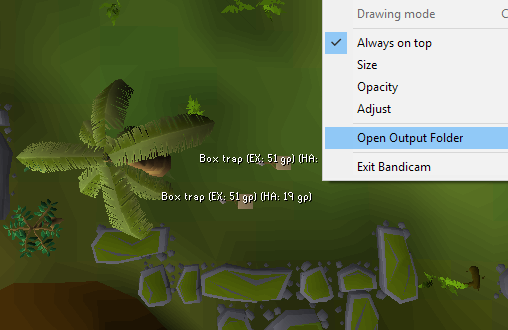 Drawing mode
Always on top
Size
Opacity
Adjust
Open Output Folder
Exit Bandicam
Box trap (EX: 51 gp) (HA:
Box trap (EX: 51 gp) (HA: 19 gp)